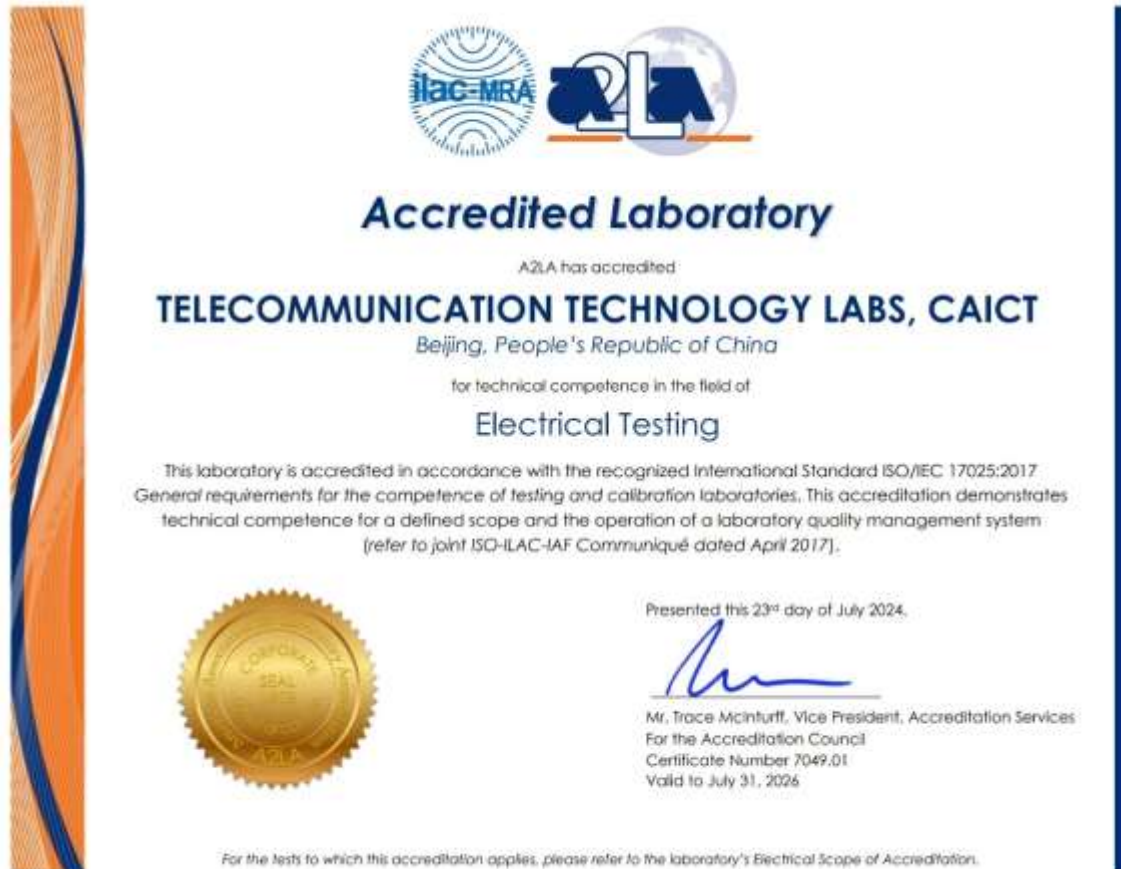 ilac-MRA
A2LA
Accredited Laboratory
A2LA has accredited
TELECOMMUNICATION TECHNOLOGY LABS, CAICT
Beijing, People's Republic of China
for technical competence in the field of
Electrical Testing
This laboratory is accredited in accordance with the recognized International Standard ISO/IEC 17025:2017
General requirements for the competence of testing and calibration laboratories. This accreditation demonstrates
technical competence for a defined scope and the operation of a laboratory quality management system
(refer to joint ISO-ILAC-IAF Communiqué dated April 2017).
CORPORATE
SEAL
A2LA
Presented this 23rd day of July 2024.
Mr. Trace McInturff, Vice President, Accreditation Services
For the Accreditation Council
Certificate Number 7049.01
Valid to July 31, 2026
For the tests to which this accreditation applies, please refer to the laboratory's Electrical Scope of Accreditation.